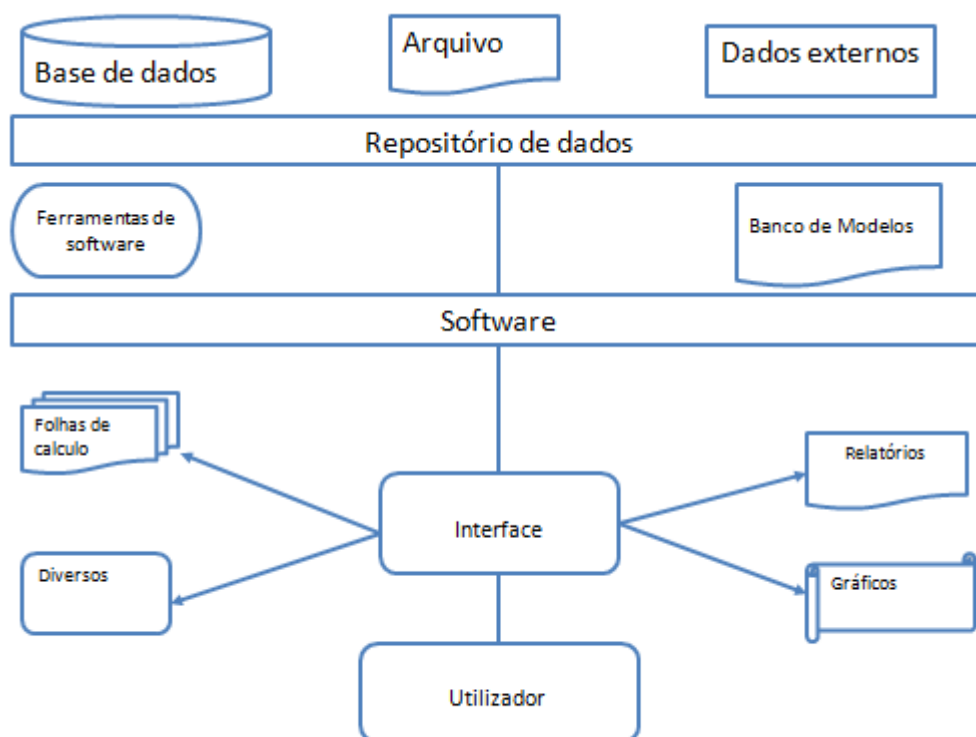 Base de dados
Arquivo
Dados externos
Repositório de dados
Ferramentas de
software
Banco de Modelos
Software
Folhas de
calculo
Relatórios
Interface
Diversos
Gráficos
Utilizador